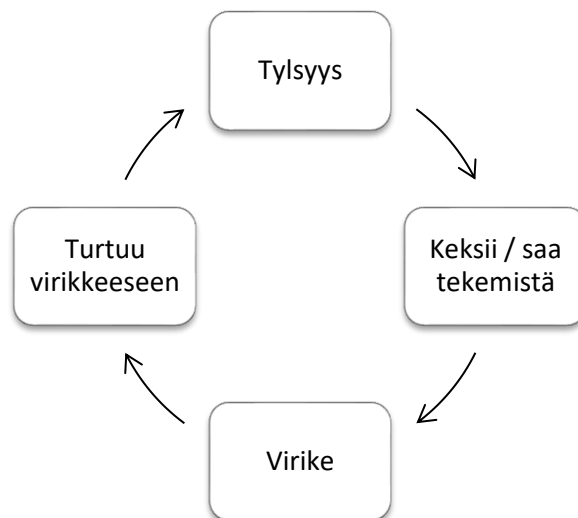 Tylsyys
Keksii / saa
tekemistä
Virike
Turtuu
virikkeeseen